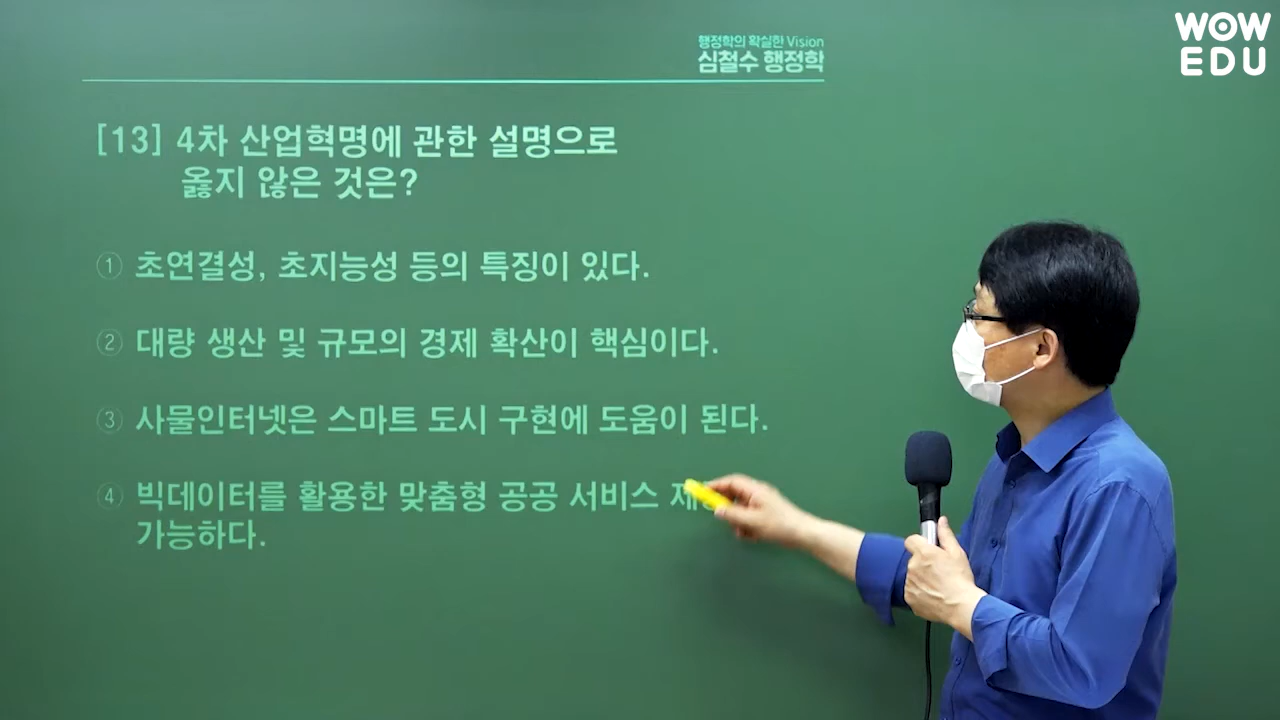 WOW
EDU
행정학의 확실한 Vision
심철수 행정학
[13] 4차 산업혁명에 관한 설명으로
옳지 않은 것은?
① 초연결성, 초지능성 등의 특징이 있다.
② 대량 생산 및 규모의 경제 확산이 핵심이다.
③ 사물인터넷은 스마트 도시 구현에 도움이 된다.
④ 빅데이터를 활용한 맞춤형 공공 서비스
가능하다.